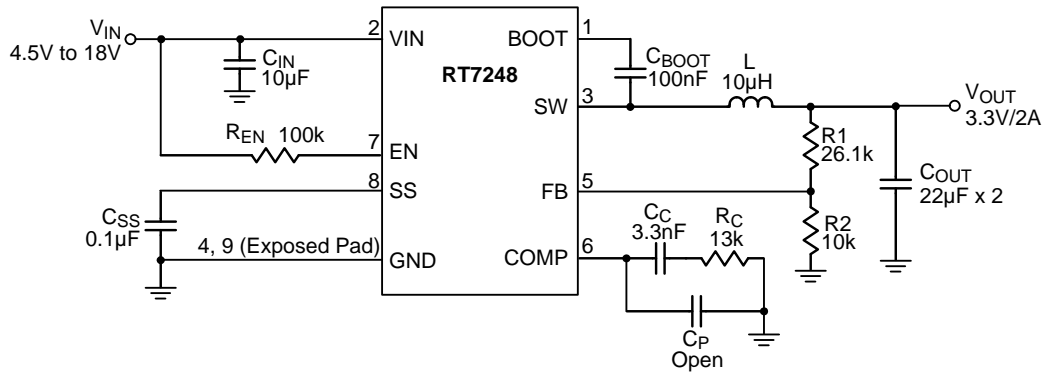 VIN
4.5V to 18V
CIN
10µF
REN 100k
CSS
0.1µF
4, 9 (Exposed Pad)
2
7
8
VIN
EN
SS
GND
RT7248
BOOT
SW
FB
COMP
1
3
5
6
CBOOT
100nF
L
10µH
VOUT
3.3V/2A
R1
26.1k
COUT
22µF x 2
R2
10k
CC
3.3nF
RC
13k
CP
Open